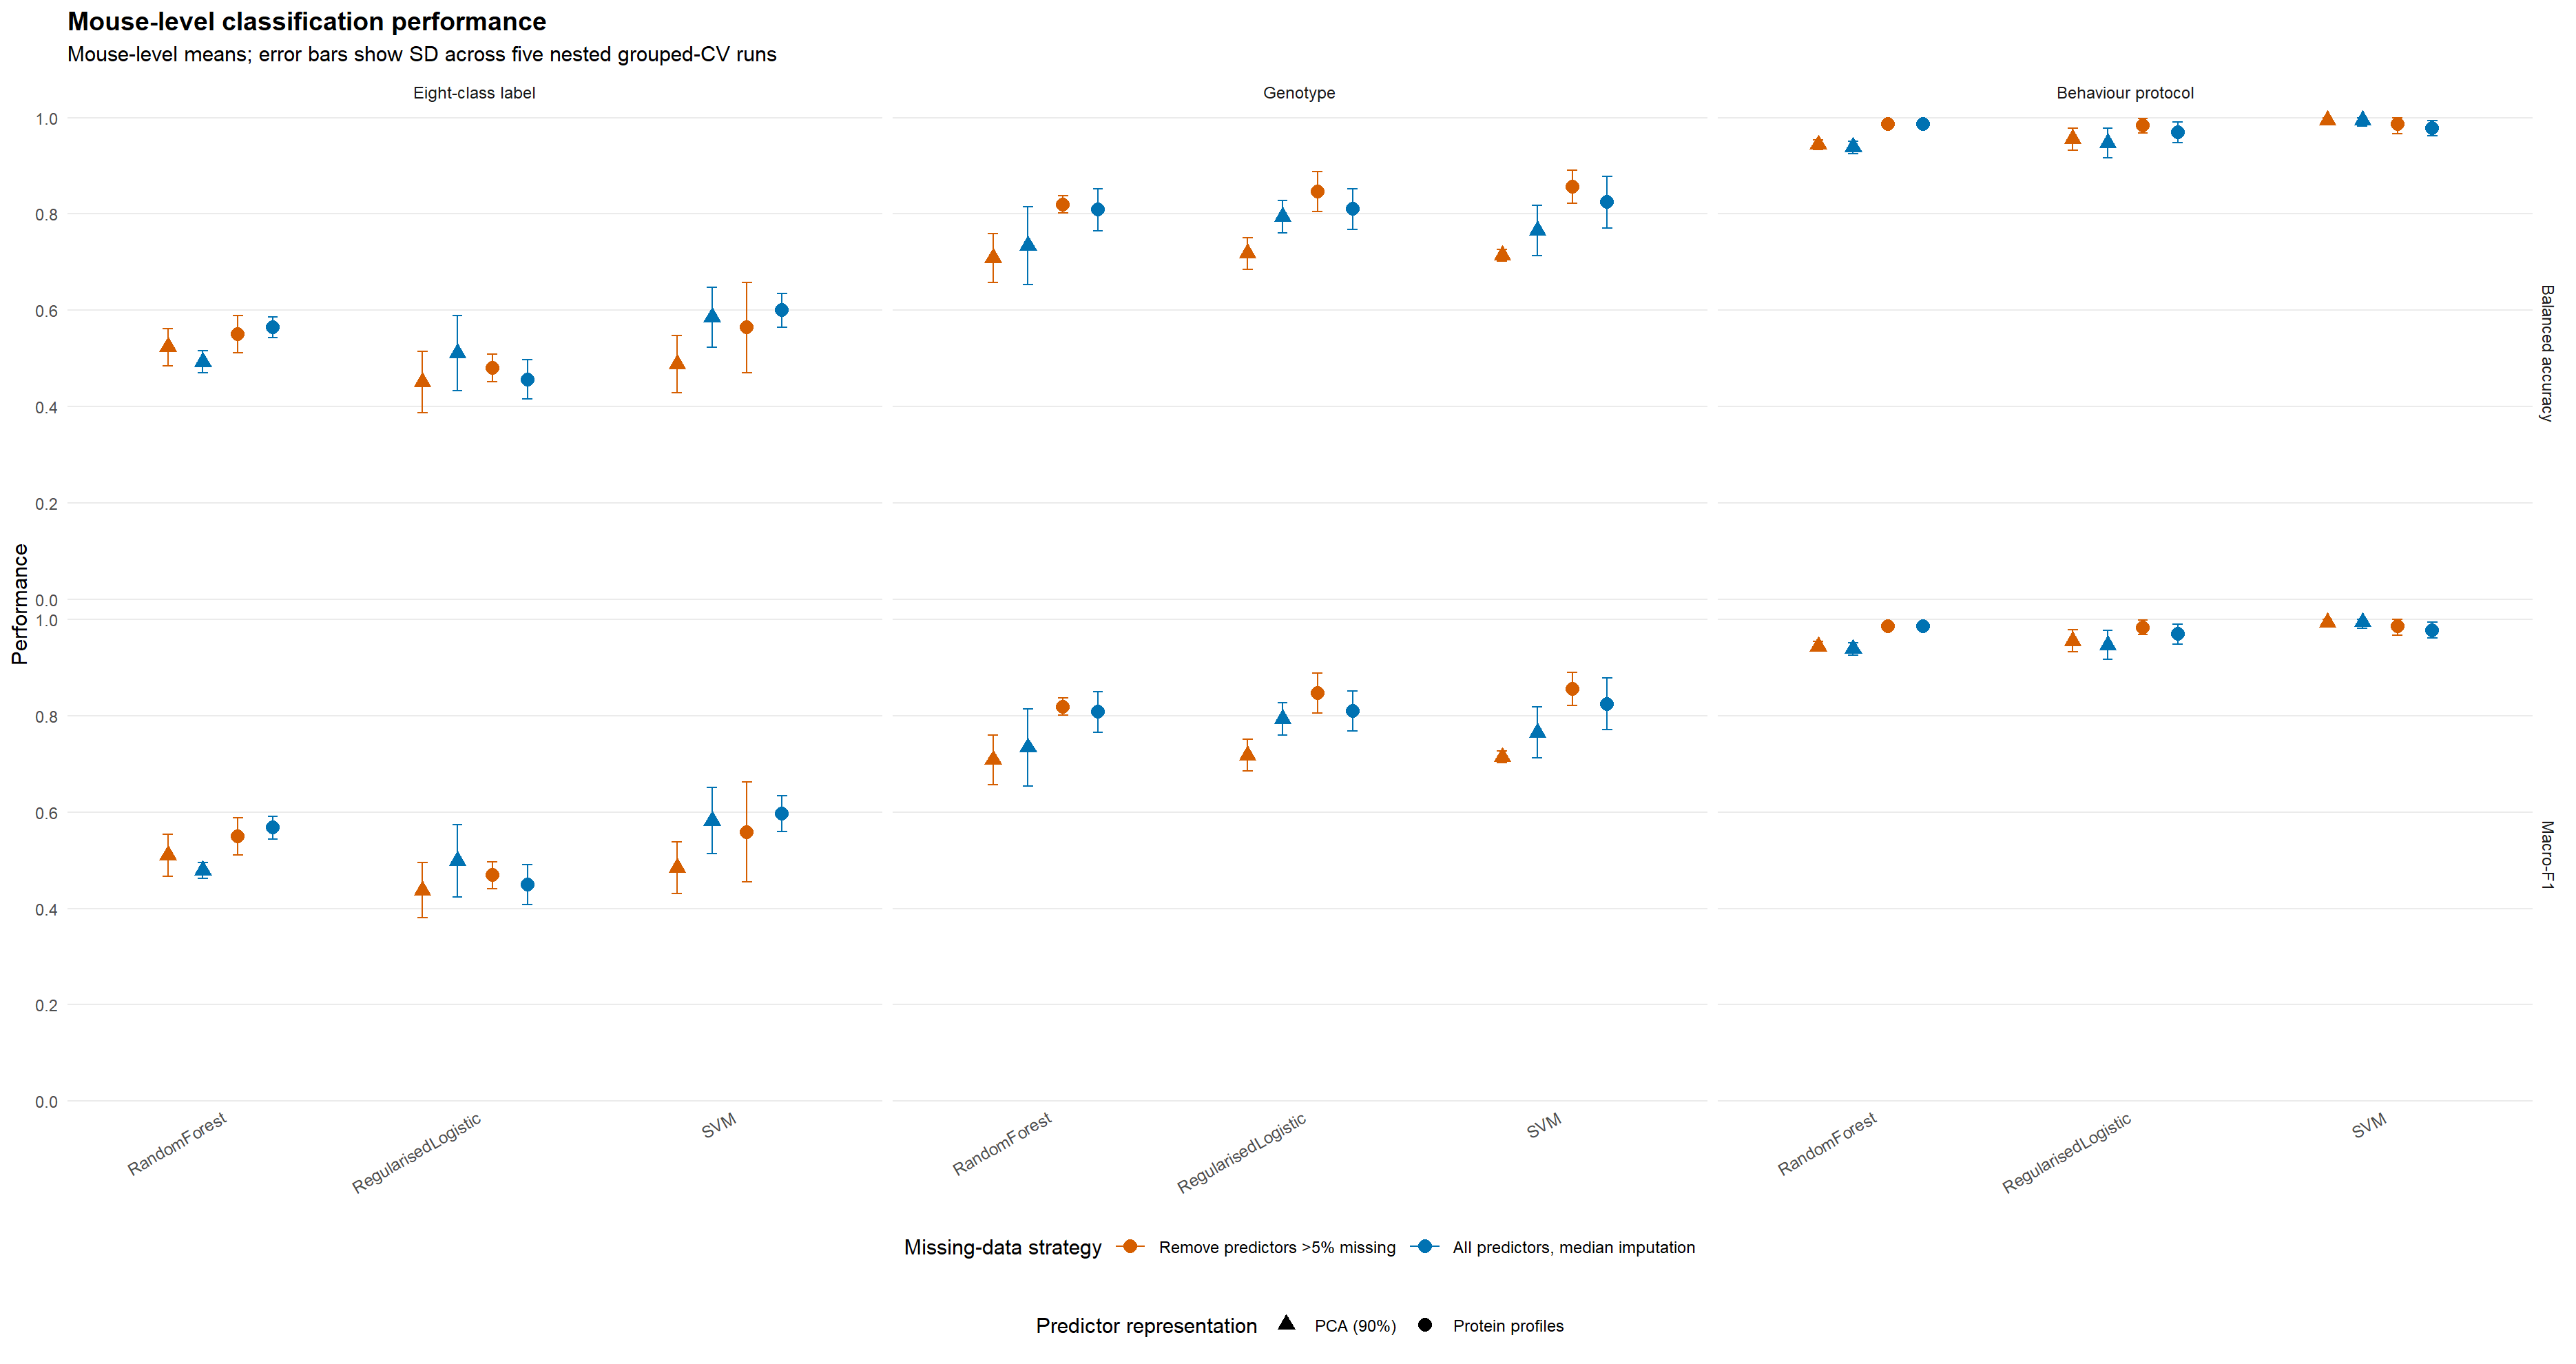 Mouse-level classification performance
Mouse-level means; error bars show SD across five nested grouped-CV runs
Eight-class label
Genotype
Behaviour protocol
1.0
0.8
0.6
0.4
0.2
0.0
Balanced accuracy
Performance
1.0
0.8
0.6
0.4
0.2
0.0
Macro-F1
RandomForest
RegularisedLogistic
SVM
RandomForest
RegularisedLogistic
SVM
RandomForest
RegularisedLogistic
SVM
Missing-data strategy Remove predictors >5% missing All predictors, median imputation
Predictor representation PCA (90%) Protein profiles